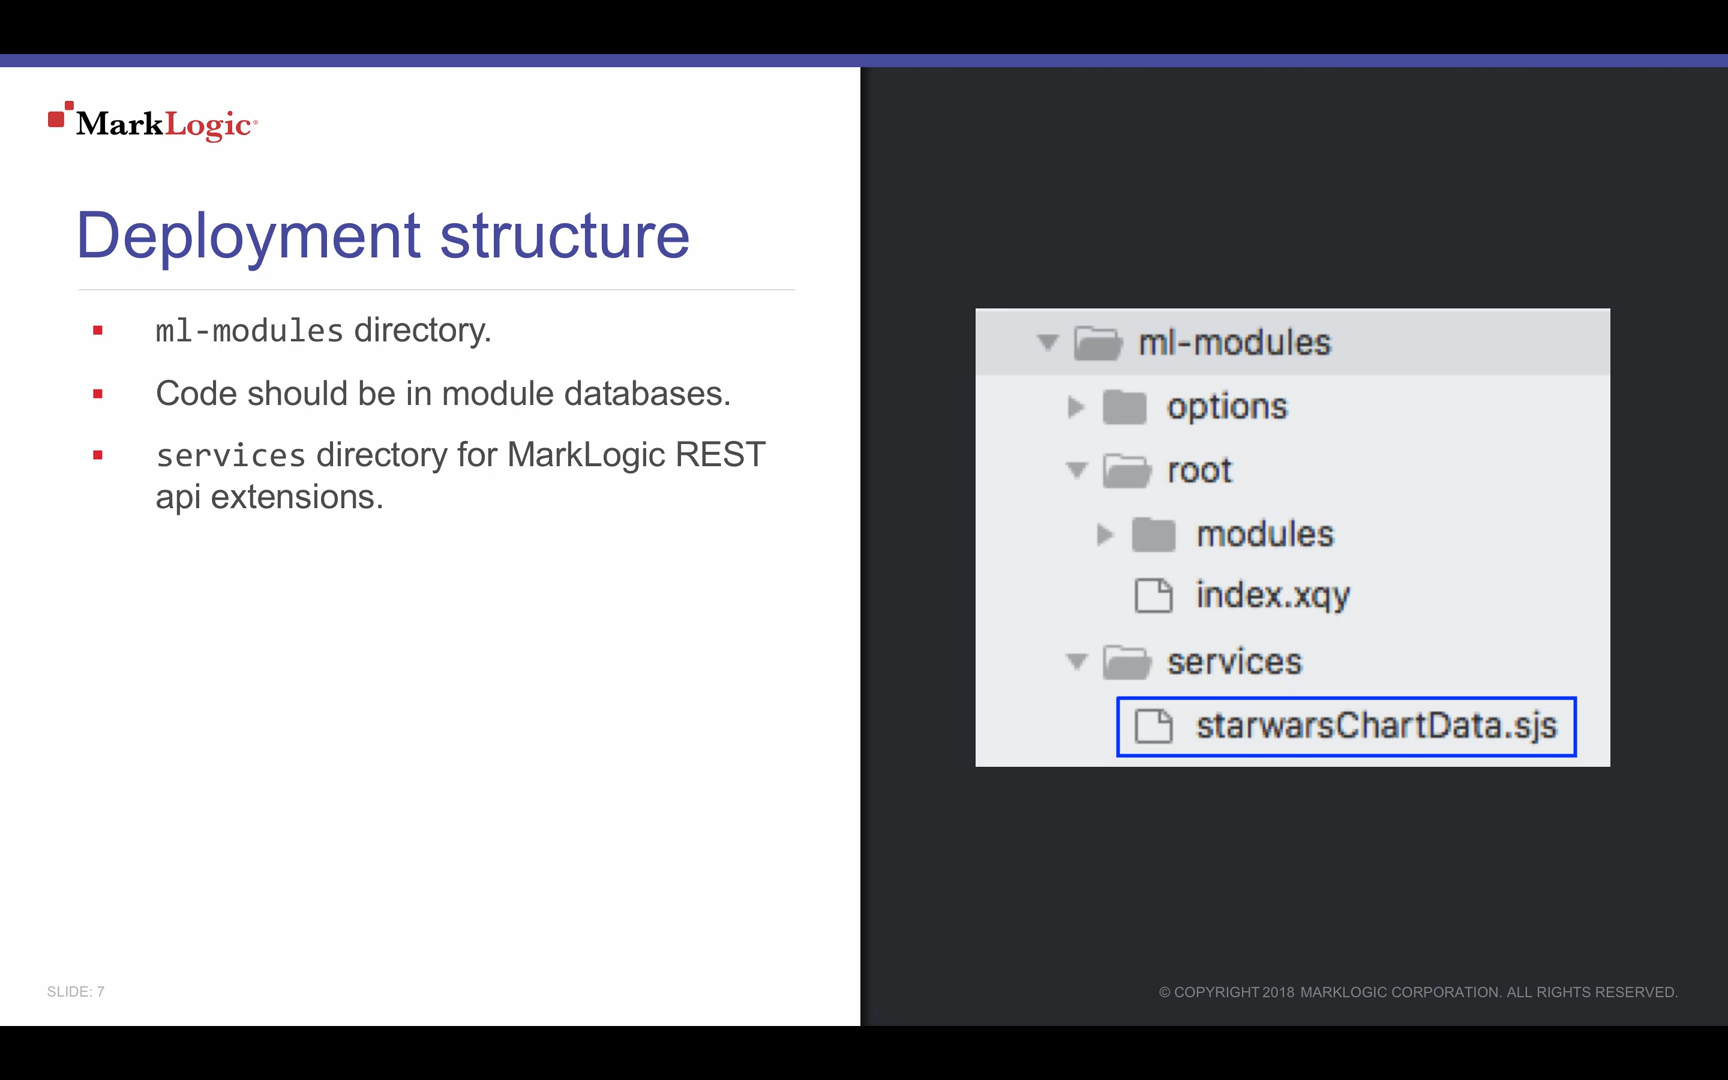 MarkLogic®
Deployment structure
ml-modules directory.
Code should be in module databases.
services directory for MarkLogic REST
api extensions.
ml-modules
options
root
modules
index.xqy
services
starwarsChartData.sjs
SLIDE: 7
© COPYRIGHT 2018 MARKLOGIC CORPORATION. ALL RIGHTS RESERVED.